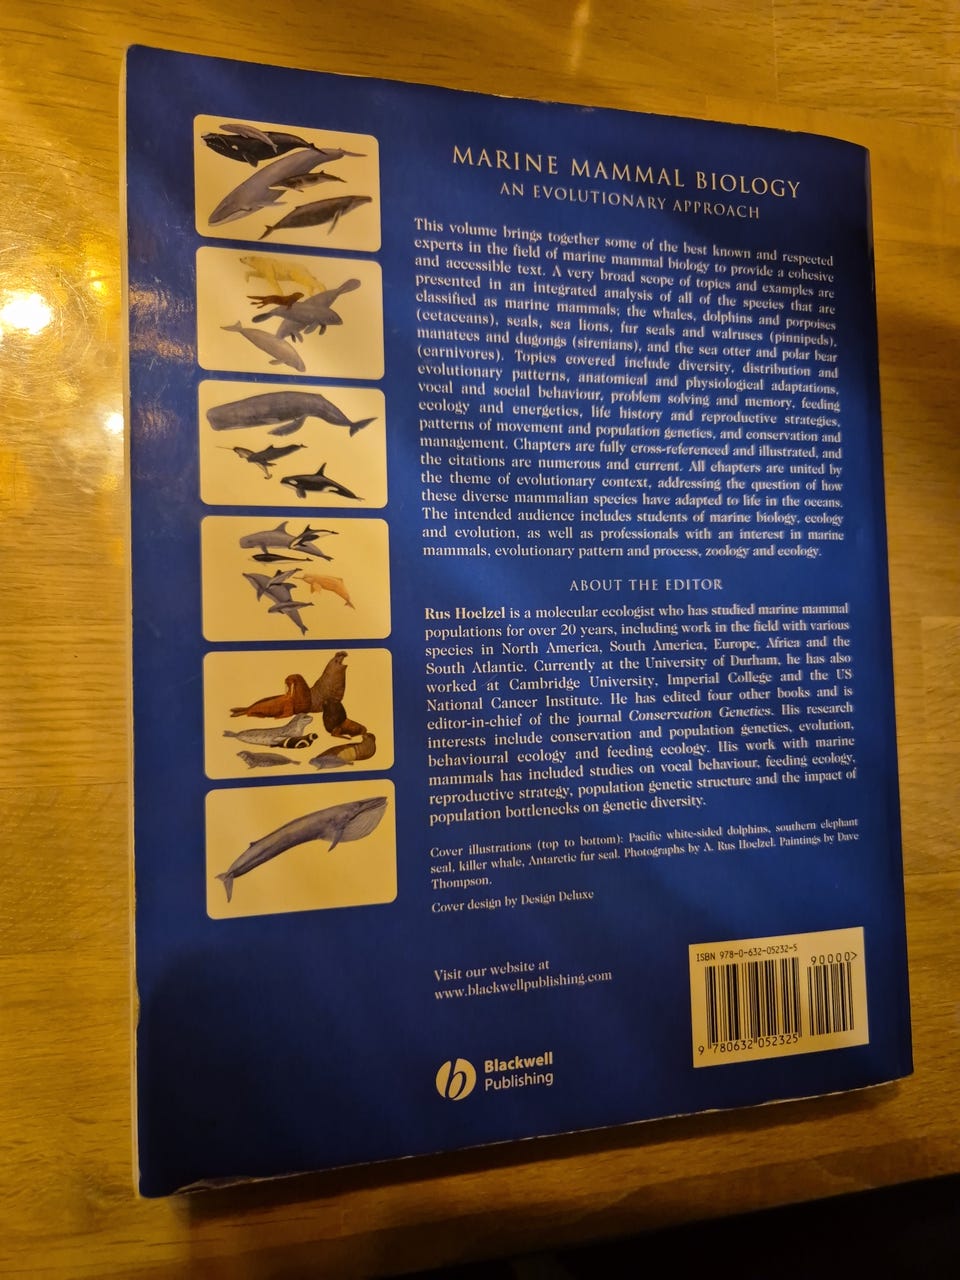 MARINE MAMMAL BIOLOGY
AN EVOLUTIONARY APPROACH
This volume brings together some of the best known and respected
experts in the field of marine mammal biology to provide a cohesive
and accessible text. A very broad scope of topics and examples are
presented in an integrated analysis of all of the species that are
classified as marine mammals; the whales, dolphins and porpoises
(cetaceans), seals, sea lions, fur seals and walruses (pinnipeds),
manatees and dugongs (sirenians), and the sea otter and polar bear
(carnivores). Topics covered include diversity, distribution and
evolutionary patterns, anatomical and physiological adaptations,
vocal and social behaviour, problem solving and memory, feeding
ecology and energetics, life history and reproductive strategies,
patterns of movement and population genetics, and conservation and
management. Chapters are fully cross-referenced and illustrated, and
the citations are numerous and current. All chapters are united by
the theme of evolutionary context, addressing the question of how
these diverse mammalian species have adapted to life in the oceans.
The intended audience includes students of marine biology, ecology
and evolution, as well as professionals with an interest in marine
mammals, evolutionary pattern and process, zoology and ecology.
ABOUT THE EDITOR
Rus Hoelzel is a molecular ecologist who has studied marine mammal
populations for over 20 years, including work in the field with various
species in North America, South America, Europe, Africa and the
South Atlantic. Currently at the University of Durham, he has also
worked at Cambridge University, Imperial College and the US
National Cancer Institute. He has edited four other books and is
editor-in-chief of the journal Conservation Genetics. His research
interests include conservation and population genetics, evolution,
behavioural ecology and feeding ecology. His work with marine
mammals has included studies on vocal behaviour, feeding ecology,
reproductive strategy, population genetic structure and the impact of
population bottlenecks on genetic diversity.
Cover illustrations (top to bottom): Pacific white-sided dolphins, southern elephant
seal, killer whale, Antarctic fur seal. Photographs by A. Rus Hoelzel. Paintings by Dave
Thompson.
Cover design by Design Deluxe
Visit our website at
www.blackwellpublishing.com
ISBN 978-0-632-05232-5
90000>
9 780632 052325
b Blackwell
Publishing